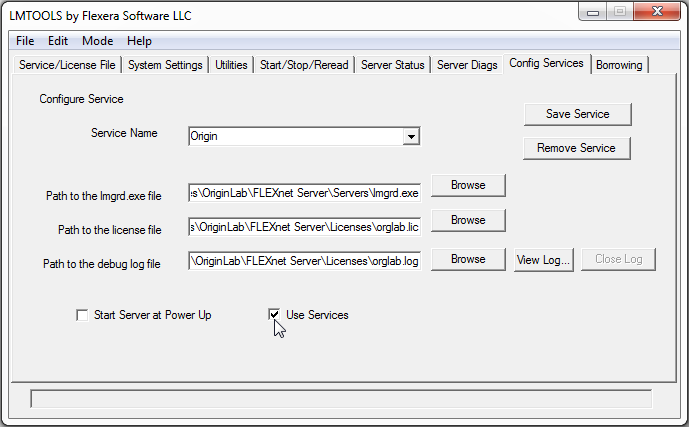 LMTOOLS by Flexera Software LLC
File Edit Mode Help
Service/License File System Settings Utilities Start/Stop/Reread Server Status Server Diags Config Services Borrowing
Configure Service
Save Service
Service Name Origin
Remove Service
Path to the lmgrd.exe file s\OriginLab\FLEXnet Server\Servers\lmgrd.exe Browse
Path to the license file s\OriginLab\FLEXnet Server\Licenses\orglab.lic Browse
Path to the debug log file \OriginLab\FLEXnet Server\Licenses\orglab.log Browse View Log... Close Log
Start Server at Power Up Use Services